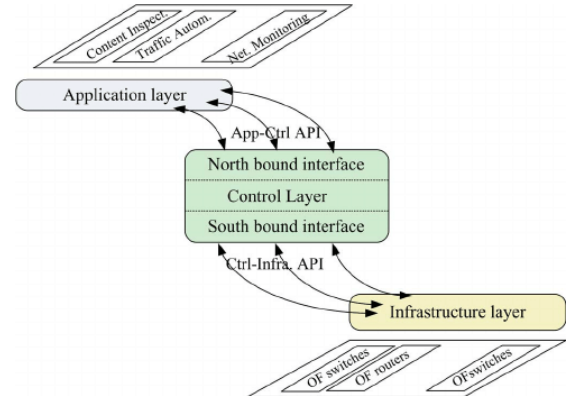 Content Inspect.
Traffic Autom.
Net. Monitoring
Application layer
App-Ctrl API
North bound interface
Control Layer
South bound interface
Ctrl-Infra. API
Infrastructure layer
OF switches
OF routers
OFswitches